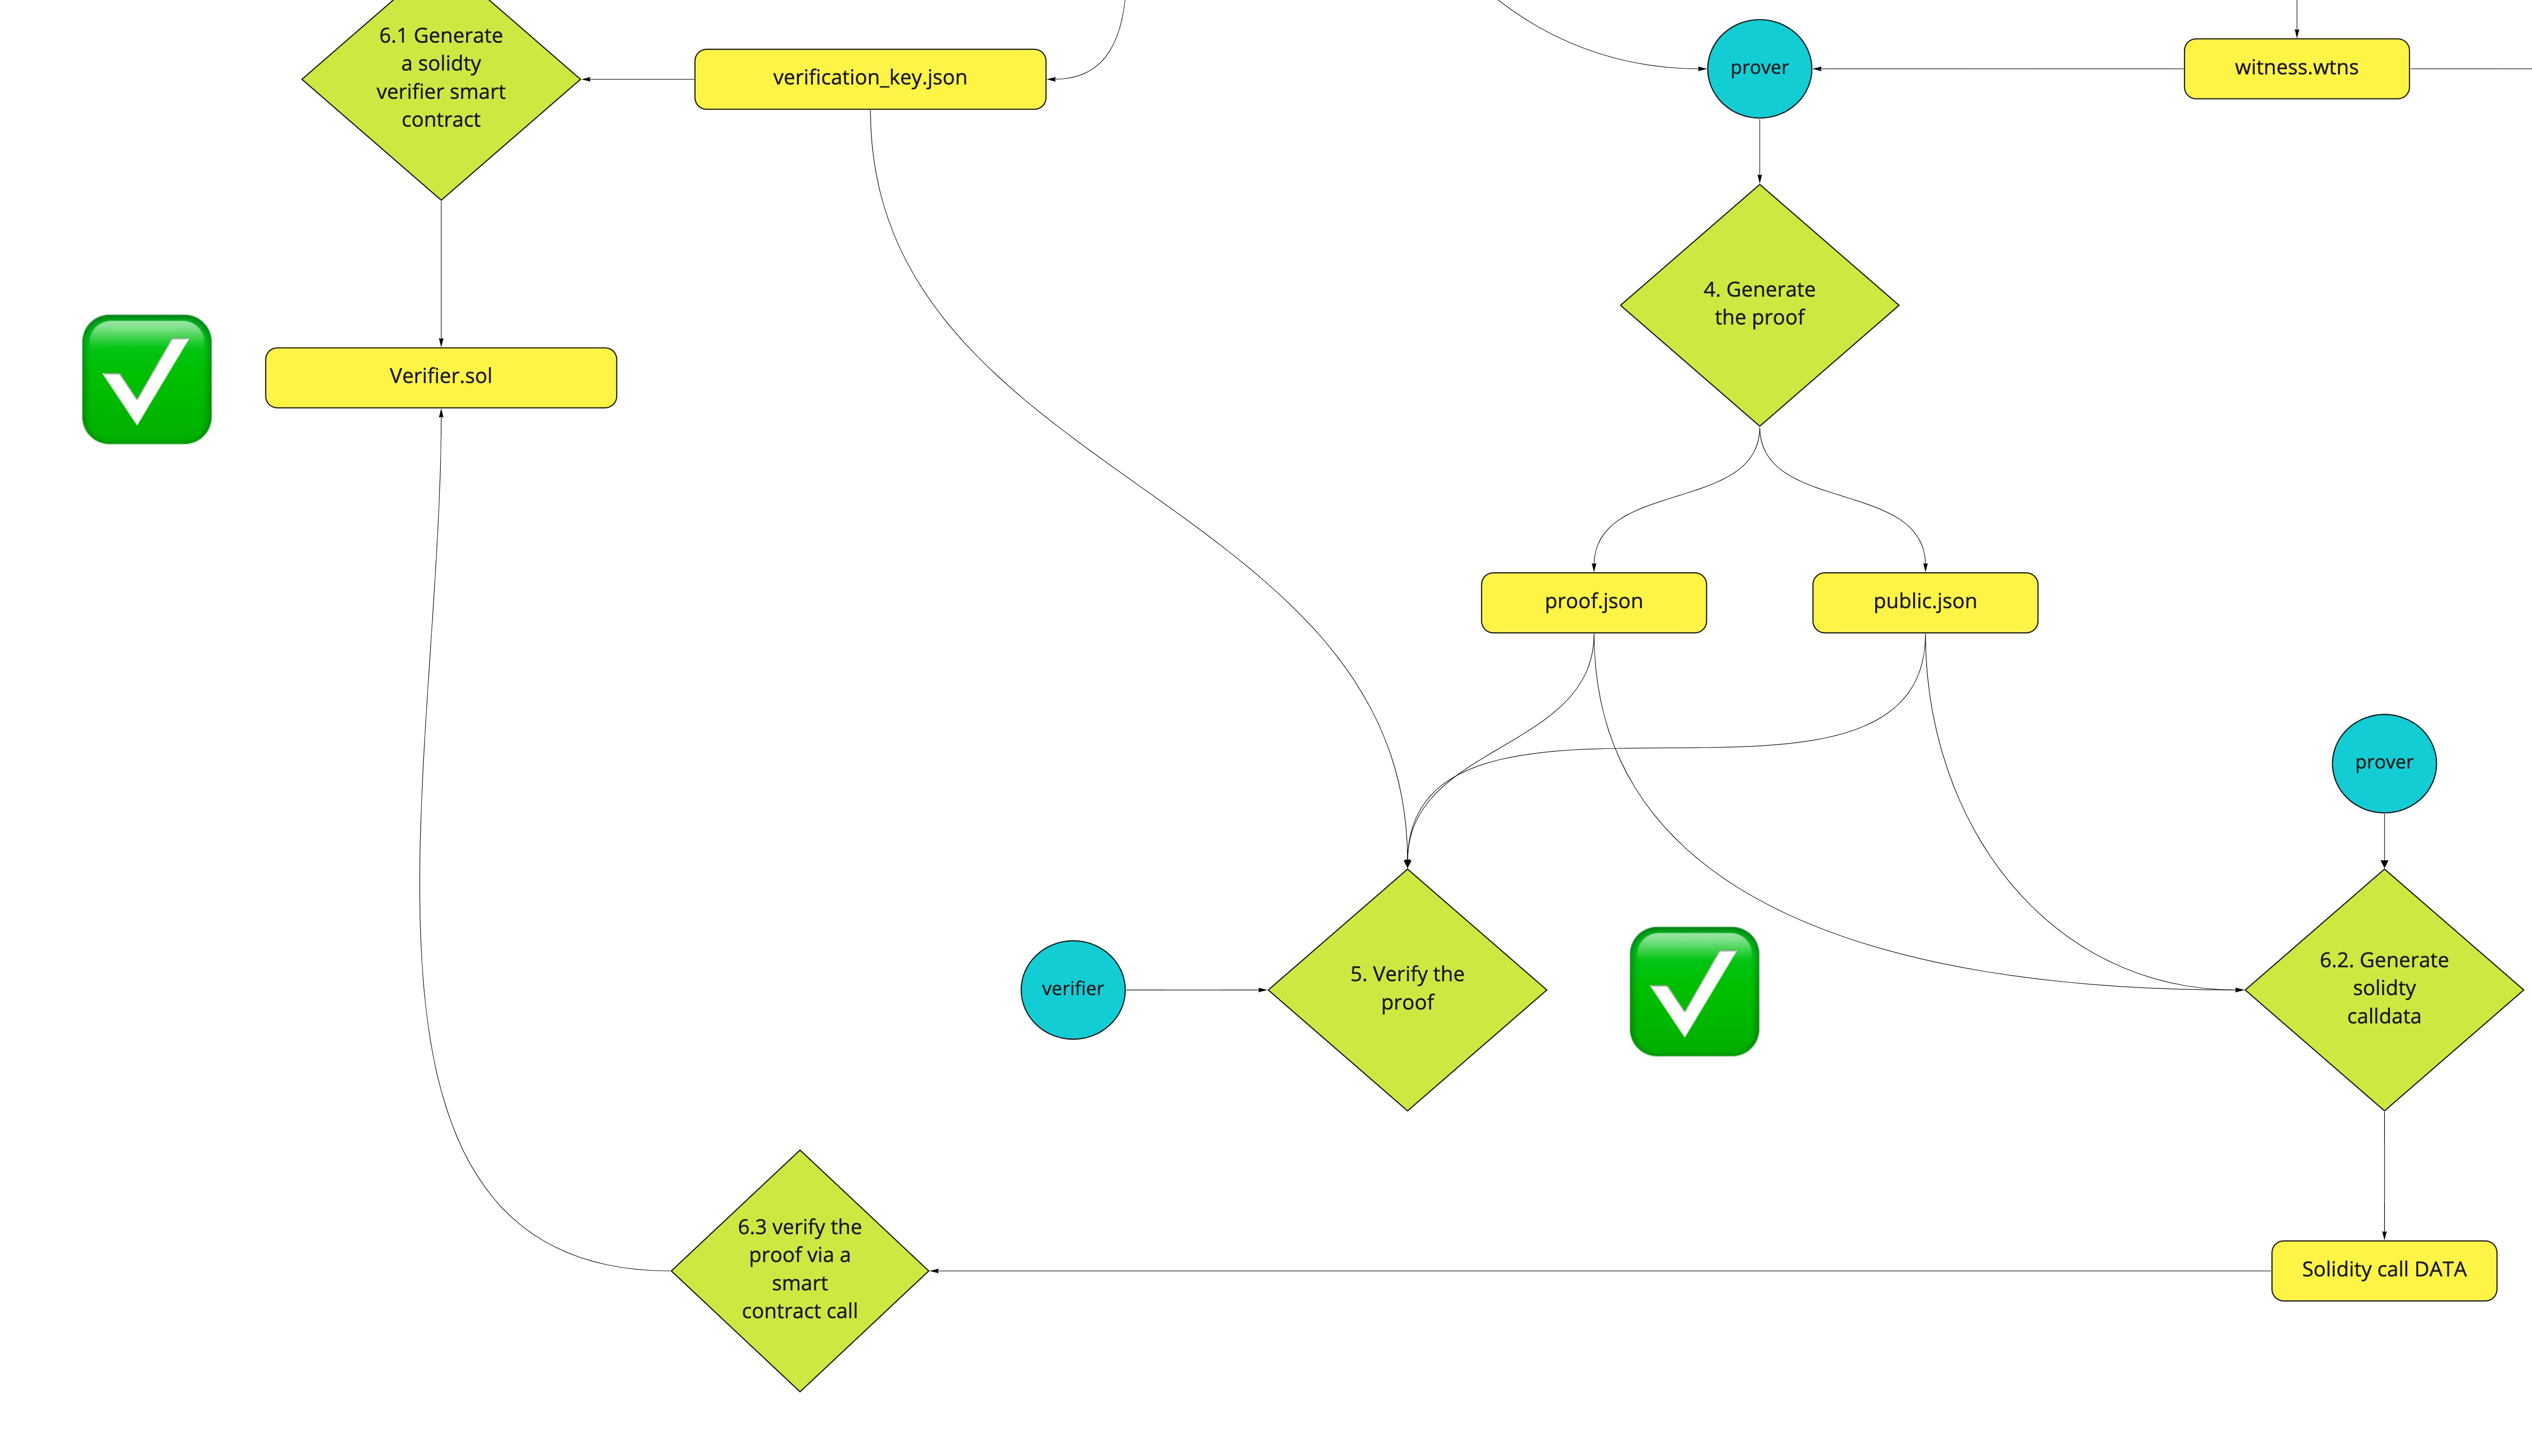 6.1 Generate
a solidty
verifier smart
contract
verification_key.json
prover
witness.wtns
4. Generate
the proof
Verifier.sol
proof.json
public.json
prover
verifier
5. Verify the
proof
6.2. Generate
solidty
calldata
6.3 verify the
proof via a
smart
contract call
Solidity call DATA